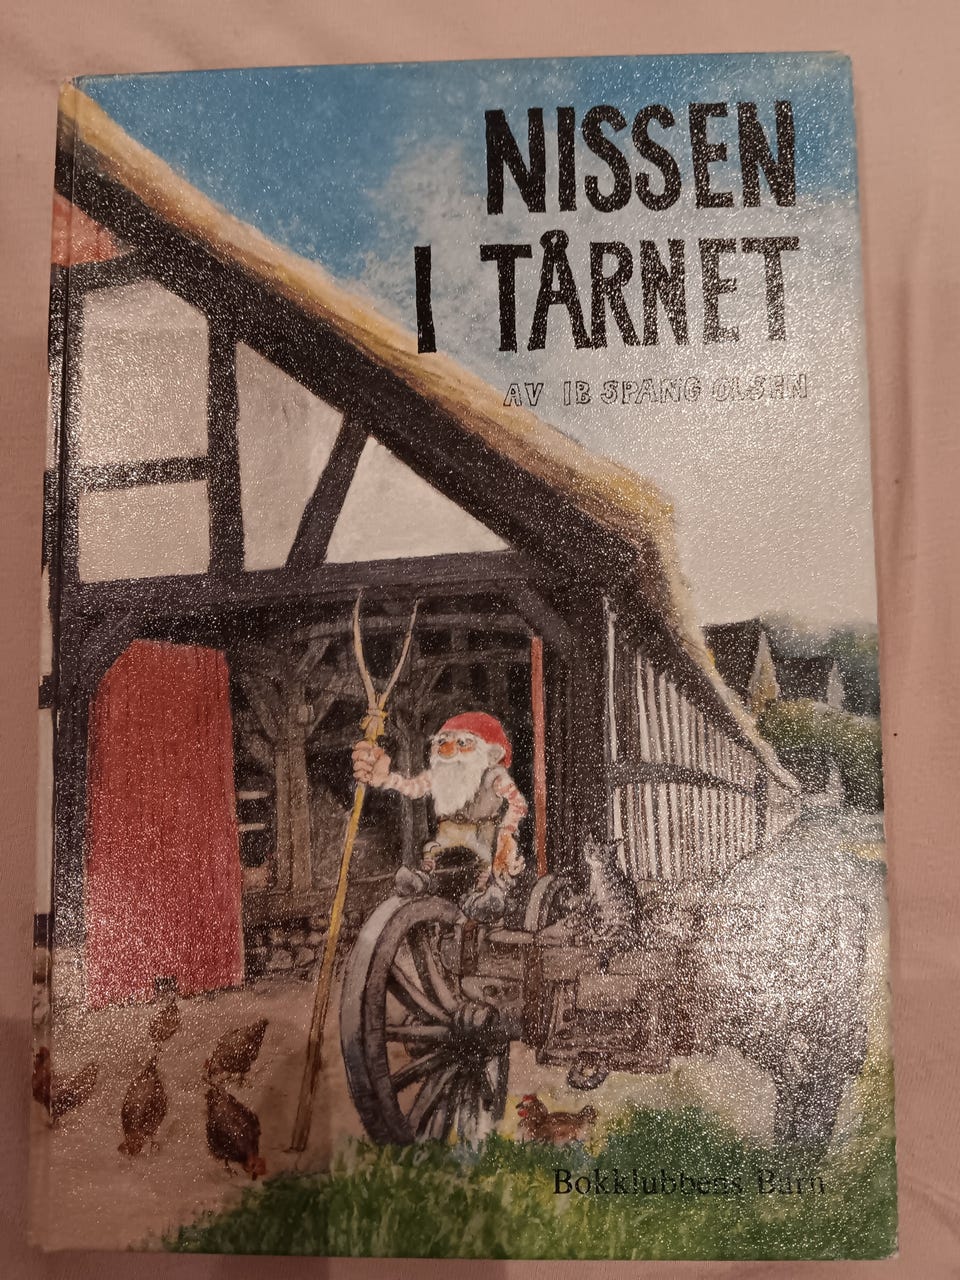 NISSEN
I TÅRNET
AV IB SPANG OLSEN
Bokklubbens Barn